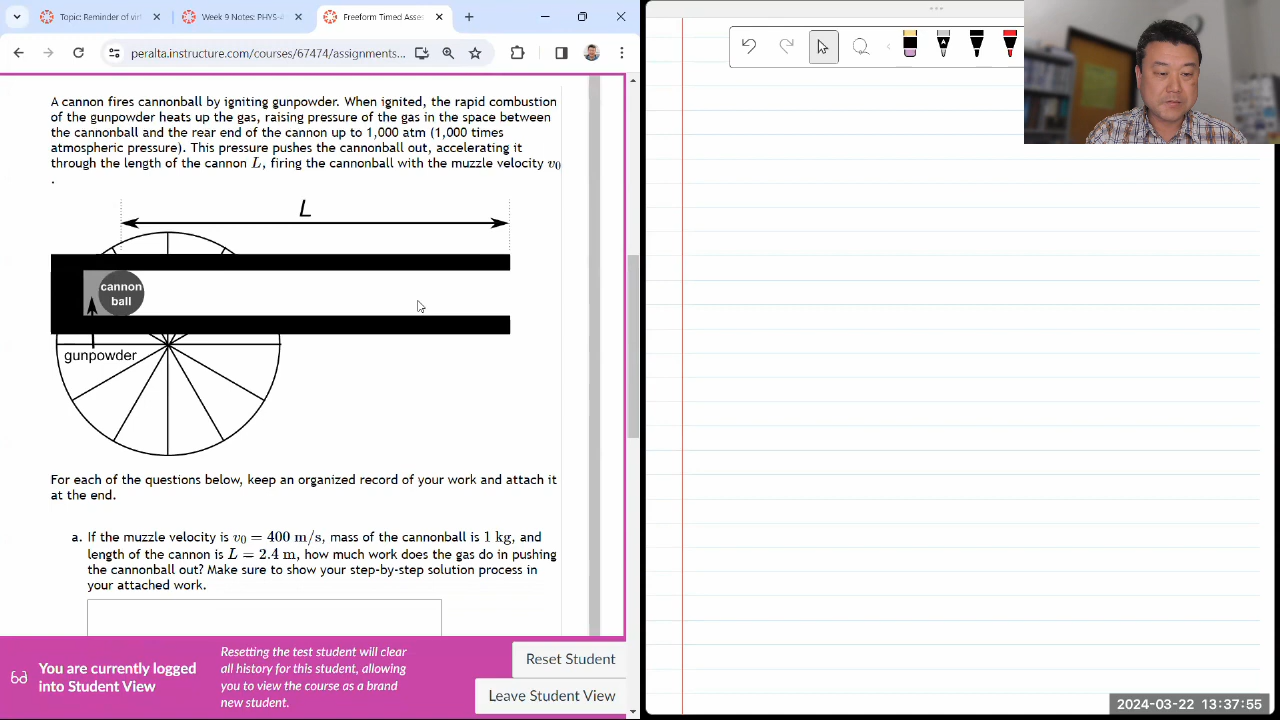 Topic: Reminder of vir
Week 9 Notes: PHYS
Freeform Timed Asse
peralta.instructure.com/courses/
74/assignments
A cannon fires cannonball by igniting gunpowder. When ignited, the rapid combustion
of the gunpowder heats up the gas, raising pressure of the gas in the space between
the cannonball and the rear end of the cannon up to 1,000 atm (1,000 times
atmospheric pressure). This pressure pushes the cannonball out, accelerating it
through the length of the cannon L, firing the cannonball with the muzzle velocity v₀
.
L
cannon
ball
gunpowder
For each of the questions below, keep an organized record of your work and attach it
at the end.
a. If the muzzle velocity is v₀ = 400 m/s, mass of the cannonball is 1 kg, and
length of the cannon is L = 2.4 m, how much work does the gas do in pushing
the cannonball out? Make sure to show your step-by-step solution process in
your attached work.
You are currently logged
into Student View
Resetting the test student will clear
all history for this student, allowing
you to view the course as a brand
new student.
Reset Student
Leave Student View
2024-03-22 13:37:55